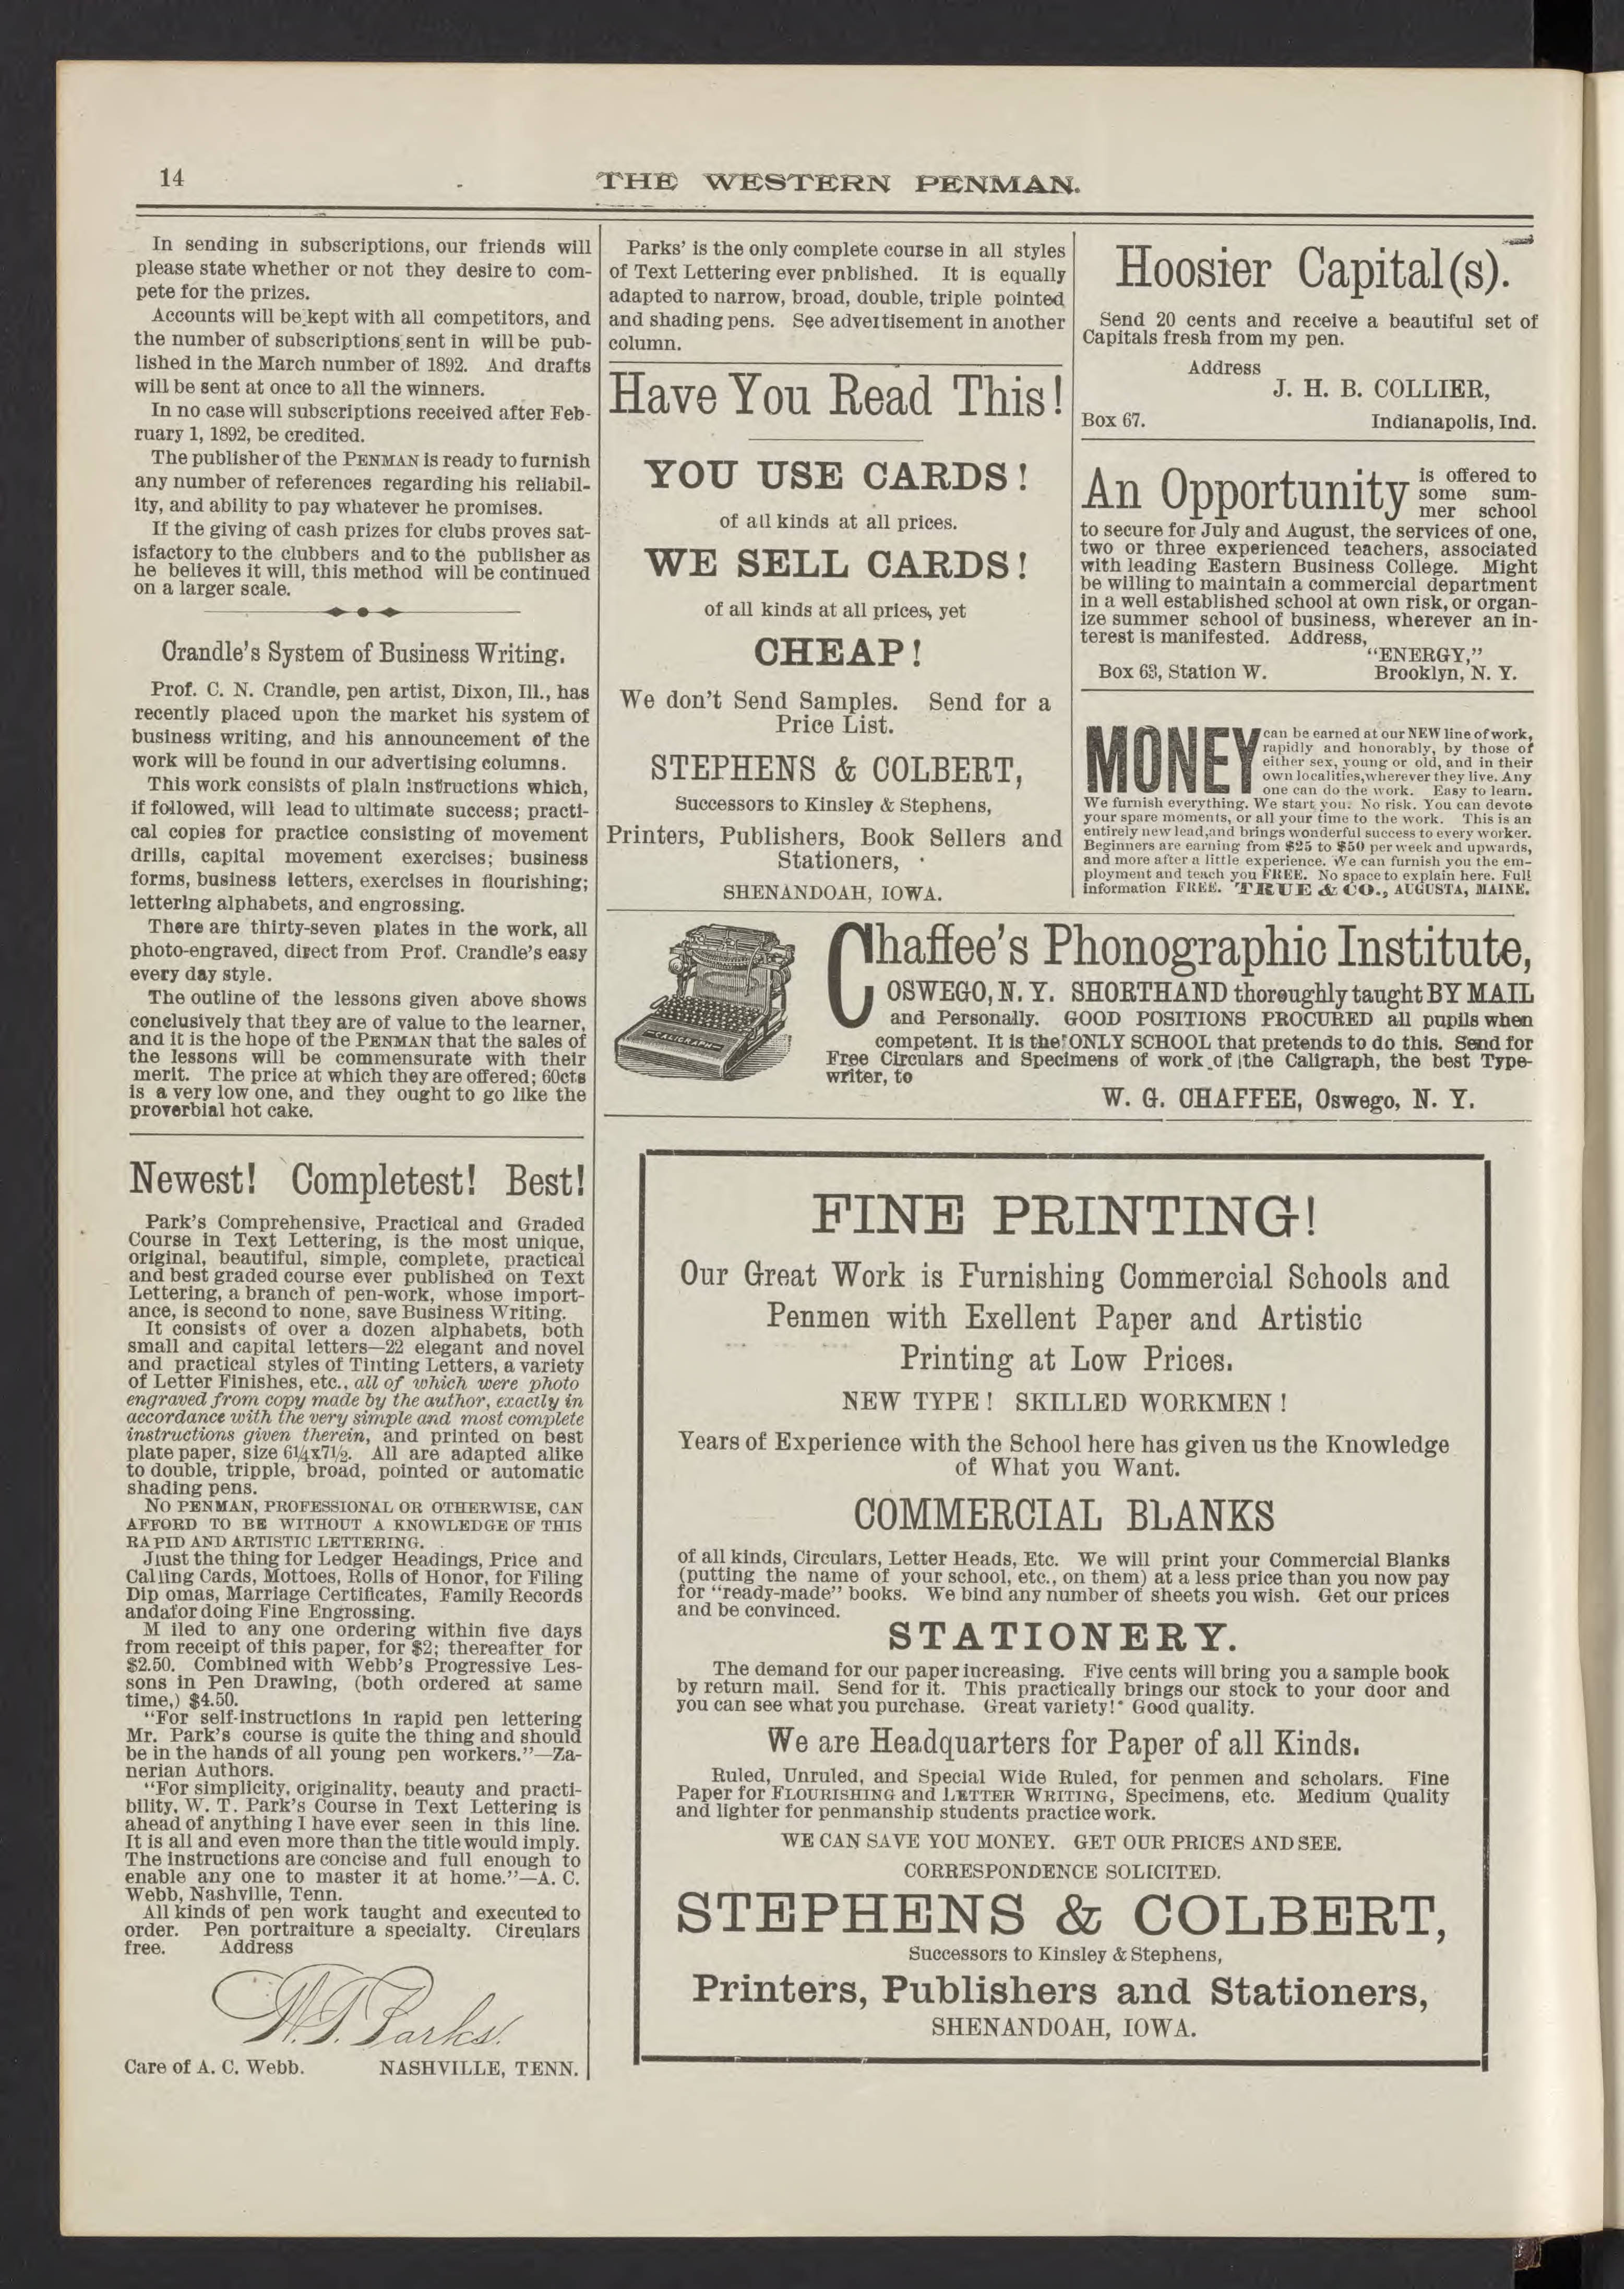 14
THE WESTERN PENMAN.
In sending in subscriptions, our friends will
please state whether or not they desire to com-
pete for the prizes.
Accounts will be kept with all competitors, and
the number of subscriptions sent in will be pub-
lished in the March number of 1892. And drafts
will be sent at once to all the winners.
In no case will subscriptions received after Feb-
ruary 1, 1892, be credited.
The publisher of the PENMAN is ready to furnish
any number of references regarding his reliabil-
ity, and ability to pay whatever he promises.
If the giving of cash prizes for clubs proves sat-
isfactory to the clubbers and to the publisher as
he believes it will, this method will be continued
on a larger scale.
Crandle's System of Business Writing.
Prof. C. N. Crandle, pen artist, Dixon, Ill., has
recently placed upon the market his system of
business writing, and his announcement of the
work will be found in our advertising columns.
This work consists of plain instructions which,
if followed, will lead to ultimate success; practi-
cal copies for practice consisting of movement
drills, capital movement exercises; business
forms, business letters, exercises in flourishing;
lettering alphabets, and engrossing.
There are thirty-seven plates in the work, all
photo-engraved, direct from Prof. Crandle's easy
every day style.
The outline of the lessons given above shows
conclusively that they are of value to the learner,
and it is the hope of the PENMAN that the sales of
the lessons will be commensurate with their
merit. The price at which they are offered; 60cts
is a very low one, and they ought to go like the
proverbial hot cake.
Newest! Completest! Best!
Park's Comprehensive, Practical and Graded
Course in Text Lettering, is the most unique,
original, beautiful, simple, complete, practical
and best graded course ever published on Text
Lettering, a branch of pen-work, whose import-
ance, is second to none, save Business Writing.
It consists of over a dozen alphabets, both
small and capital letters—22 elegant and novel
and practical styles of Tinting Letters, a variety
of Letter Finishes, etc., all of which were photo
engraved from copy made by the author, exactly in
accordance with the very simple and most complete
instructions given therein, and printed on best
plate paper, size 6¼x7½. All are adapted alike
to double, tripple, broad, pointed or automatic
shading pens.
NO PENMAN, PROFESSIONAL OR OTHERWISE, CAN
AFFORD TO BE WITHOUT A KNOWLEDGE OF THIS
RAPID AND ARTISTIC LETTERING.
Jiust the thing for Ledger Headings, Price and
Calling Cards, Mottoes, Rolls of Honor, for Filing
Dip omas, Marriage Certificates, Family Records
andafor doing Fine Engrossing.
M iled to any one ordering within five days
from receipt of this paper, for $2; thereafter for
$2.50. Combined with Webb's Progressive Les-
sons in Pen Drawing, (both ordered at same
time,) $4.50.
"For self-instructions in rapid pen lettering
Mr. Park's course is quite the thing and should
be in the hands of all young pen workers."—Za-
nerian Authors.
"For simplicity, originality, beauty and practi-
bility, W. T. Park's Course in Text Lettering is
ahead of anything I have ever seen in this line.
It is all and even more than the title would imply.
The instructions are concise and full enough to
enable any one to master it at home."—A. C.
Webb, Nashville, Tenn.
All kinds of pen work taught and executed to
order. Pen portraiture a specialty. Circulars
free. Address
W. T. Parks.
Care of A. C. Webb. NASHVILLE, TENN.
Parks' is the only complete course in all styles
of Text Lettering ever pnblished. It is equally
adapted to narrow, broad, double, triple pointed
and shading pens. See advertisement in another
column.
Have You Read This!
YOU USE CARDS!
of all kinds at all prices.
WE SELL CARDS!
of all kinds at all prices, yet
CHEAP!
We don't Send Samples. Send for a
Price List.
STEPHENS & COLBERT,
Successors to Kinsley & Stephens,
Printers, Publishers, Book Sellers and
Stationers,
SHENANDOAH, IOWA.
Hoosier Capital(s).
Send 20 cents and receive a beautiful set of
Capitals fresh from my pen.
Address
J. H. B. COLLIER,
Box 67. Indianapolis, Ind.
An Opportunity is offered to
some sum-
mer school
to secure for July and August, the services of one,
two or three experienced teachers, associated
with leading Eastern Business College. Might
be willing to maintain a commercial department
in a well established school at own risk, or organ-
ize summer school of business, wherever an in-
terest is manifested. Address,
"ENERGY,"
Box 63, Station W. Brooklyn, N. Y.
MONEY can be earned at our NEW line of work,
rapidly and honorably, by those of
either sex, young or old, and in their
own localities, wherever they live. Any
one can do the work. Easy to learn.
We furnish everything. We start you. No risk. You can devote
your spare moments, or all your time to the work. This is an
entirely new lead, and brings wonderful success to every worker.
Beginners are earning from $25 to $50 per week and upwards,
and more after a little experience. We can furnish you the em-
ployment and teach you FREE. No space to explain here. Full
information FREE. TRUE & CO., AUGUSTA, MAINE.
CALIGRAPH
Chaffee's Phonographic Institute,
OSWEGO, N. Y. SHORTHAND thoroughly taught BY MAIL
and Personally. GOOD POSITIONS PROCURED all pupils when
competent. It is the ONLY SCHOOL that pretends to do this. Send for
Free Circulars and Specimens of work of the Caligraph, the best Type-
writer, to
W. G. CHAFFEE, Oswego, N. Y.
FINE PRINTING!
Our Great Work is Furnishing Commercial Schools and
Penmen with Exellent Paper and Artistic
Printing at Low Prices.
NEW TYPE! SKILLED WORKMEN!
Years of Experience with the School here has given us the Knowledge
of What you Want.
COMMERCIAL BLANKS
of all kinds, Circulars, Letter Heads, Etc. We will print your Commercial Blanks
(putting the name of your school, etc., on them) at a less price than you now pay
for "ready-made" books. We bind any number of sheets you wish. Get our prices
and be convinced.
STATIONERY.
The demand for our paper increasing. Five cents will bring you a sample book
by return mail. Send for it. This practically brings our stock to your door and
you can see what you purchase. Great variety! Good quality.
We are Headquarters for Paper of all Kinds.
Ruled, Unruled, and Special Wide Ruled, for penmen and scholars. Fine
Paper for FLOURISHING and LETTER WRITING, Specimens, etc. Medium Quality
and lighter for penmanship students practice work.
WE CAN SAVE YOU MONEY. GET OUR PRICES AND SEE.
CORRESPONDENCE SOLICITED.
STEPHENS & COLBERT,
Successors to Kinsley & Stephens,
Printers, Publishers and Stationers,
SHENANDOAH, IOWA.